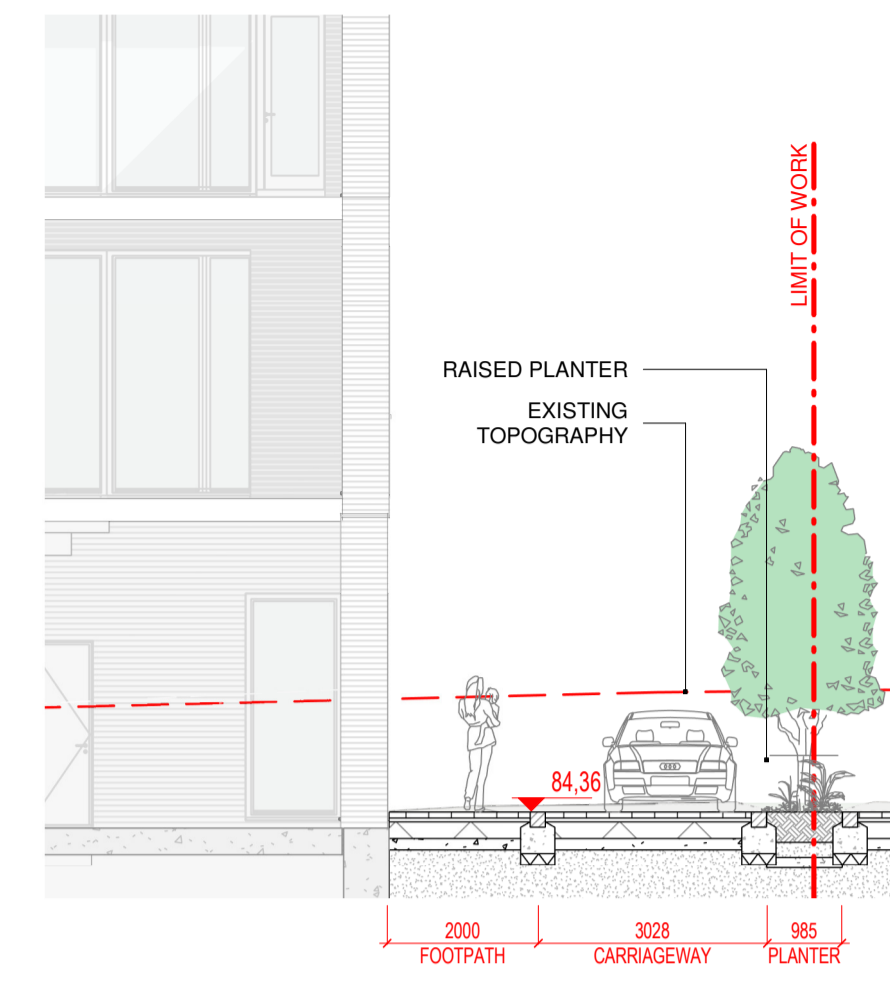 LIMIT OF WORK
RAISED PLANTER
EXISTING
TOPOGRAPHY
84,36
2000
FOOTPATH
3028
CARRIAGEWAY
985
PLANTER